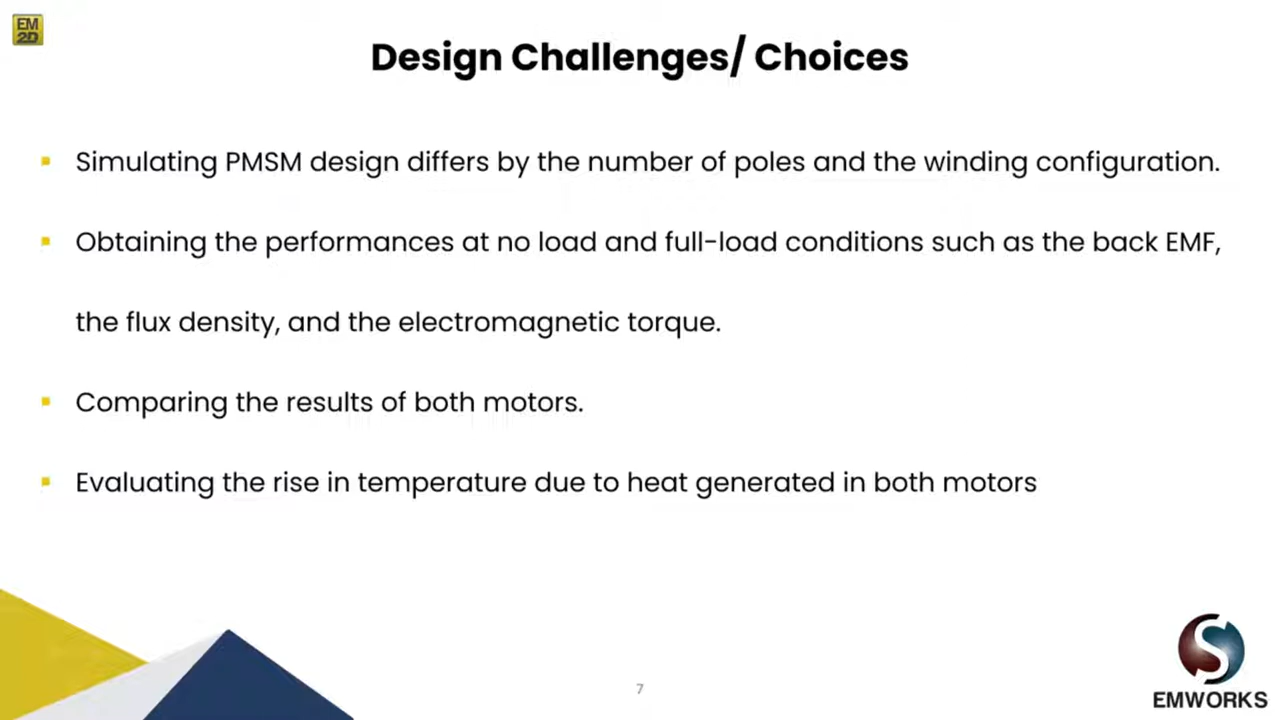 EM
2D
Design Challenges/ Choices
Simulating PMSM design differs by the number of poles and the winding configuration.
Obtaining the performances at no load and full-load conditions such as the back EMF,
the flux density, and the electromagnetic torque.
Comparing the results of both motors.
Evaluating the rise in temperature due to heat generated in both motors
7
S
EMWORKS